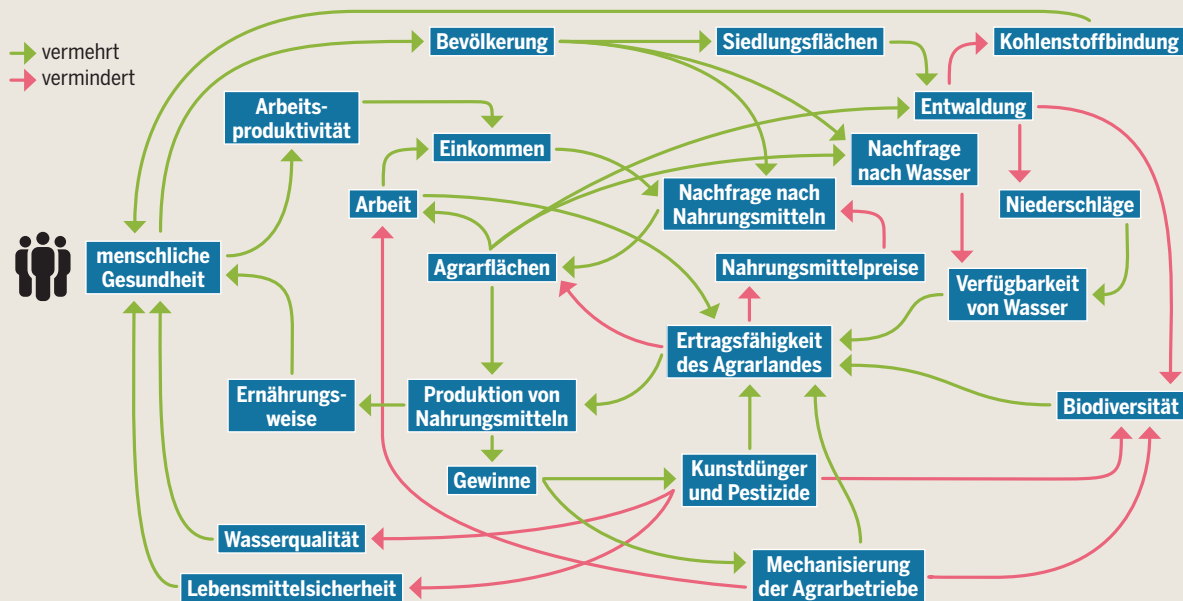 vermehrt
vermindert
Bevölkerung
Siedlungsflächen
Kohlenstoffbindung
Arbeits-
produktivität
Entwaldung
Einkommen
Nachfrage
nach Wasser
Arbeit
Nachfrage nach
Nahrungsmitteln
Niederschläge
menschliche
Gesundheit
Agrarflächen
Nahrungsmittelpreise
Verfügbarkeit
von Wasser
Ertragsfähigkeit
des Agrarlandes
Ernährungs-
weise
Produktion von
Nahrungsmitteln
Biodiversität
Gewinne
Kunstdünger
und Pestizide
Wasserqualität
Mechanisierung
der Agrarbetriebe
Lebensmittelsicherheit